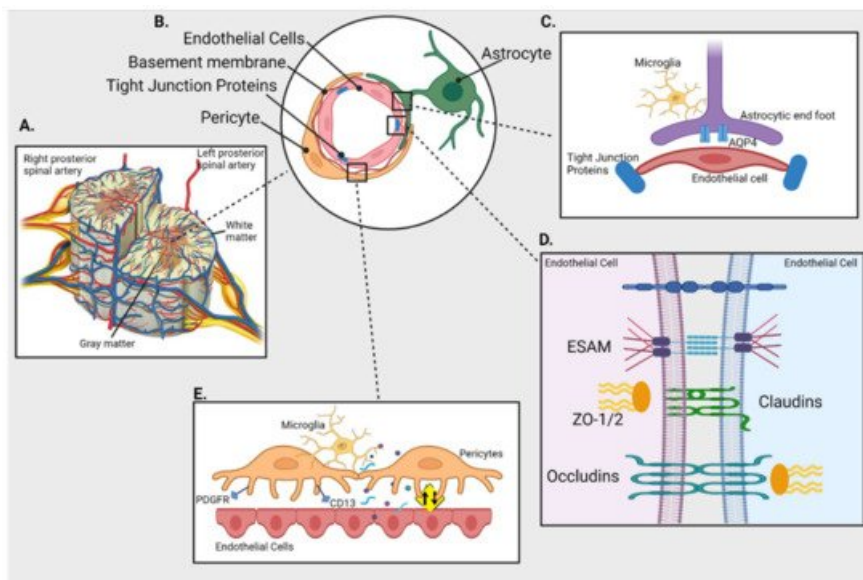 A.
Right prosterior
spinal artery
Left prosterior
spinal artery
White
matter
Gray matter
B.
Endothelial Cells
Basement membrane
Tight Junction Proteins
Pericyte
Astrocyte
C.
Microglia
Astrocytic end foot
AQP4
Tight Junction
Proteins
Endothelial cell
D.
Endothelial Cell
Endothelial Cell
ESAM
ZO-1/2
Claudins
Occludins
E.
Microglia
Pericytes
PDGFR
CD13
Endothelial Cells